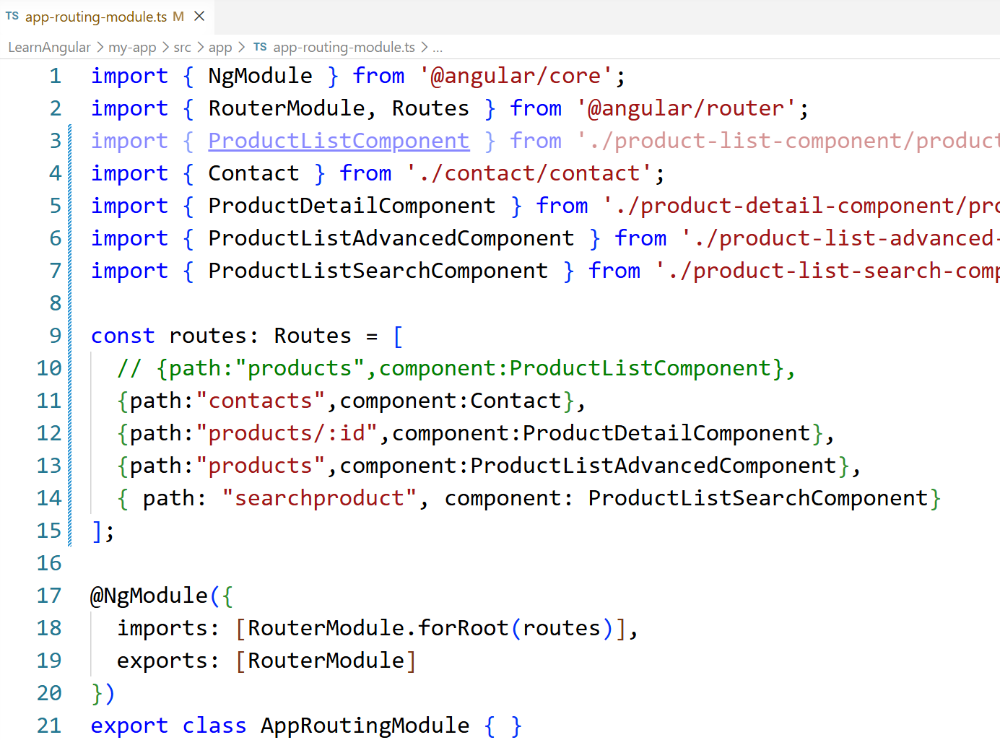 TS app-routing-module.ts M ×
LearnAngular > my-app > src > app > TS app-routing-module.ts > ...
1 import { NgModule } from '@angular/core';
2 import { RouterModule, Routes } from '@angular/router';
3 import { ProductListComponent } from './product-list-component/product
4 import { Contact } from './contact/contact';
5 import { ProductDetailComponent } from './product-detail-component/pro
6 import { ProductListAdvancedComponent } from './product-list-advanced-
7 import { ProductListSearchComponent } from './product-list-search-comp
8
9 const routes: Routes = [
10 // {path:"products",component:ProductListComponent},
11 {path:"contacts",component:Contact},
12 {path:"products/:id",component:ProductDetailComponent},
13 {path:"products",component:ProductListAdvancedComponent},
14 { path: "searchproduct", component: ProductListSearchComponent}
15 ];
16
17 @NgModule({
18 imports: [RouterModule.forRoot(routes)],
19 exports: [RouterModule]
20 })
21 export class AppRoutingModule { }